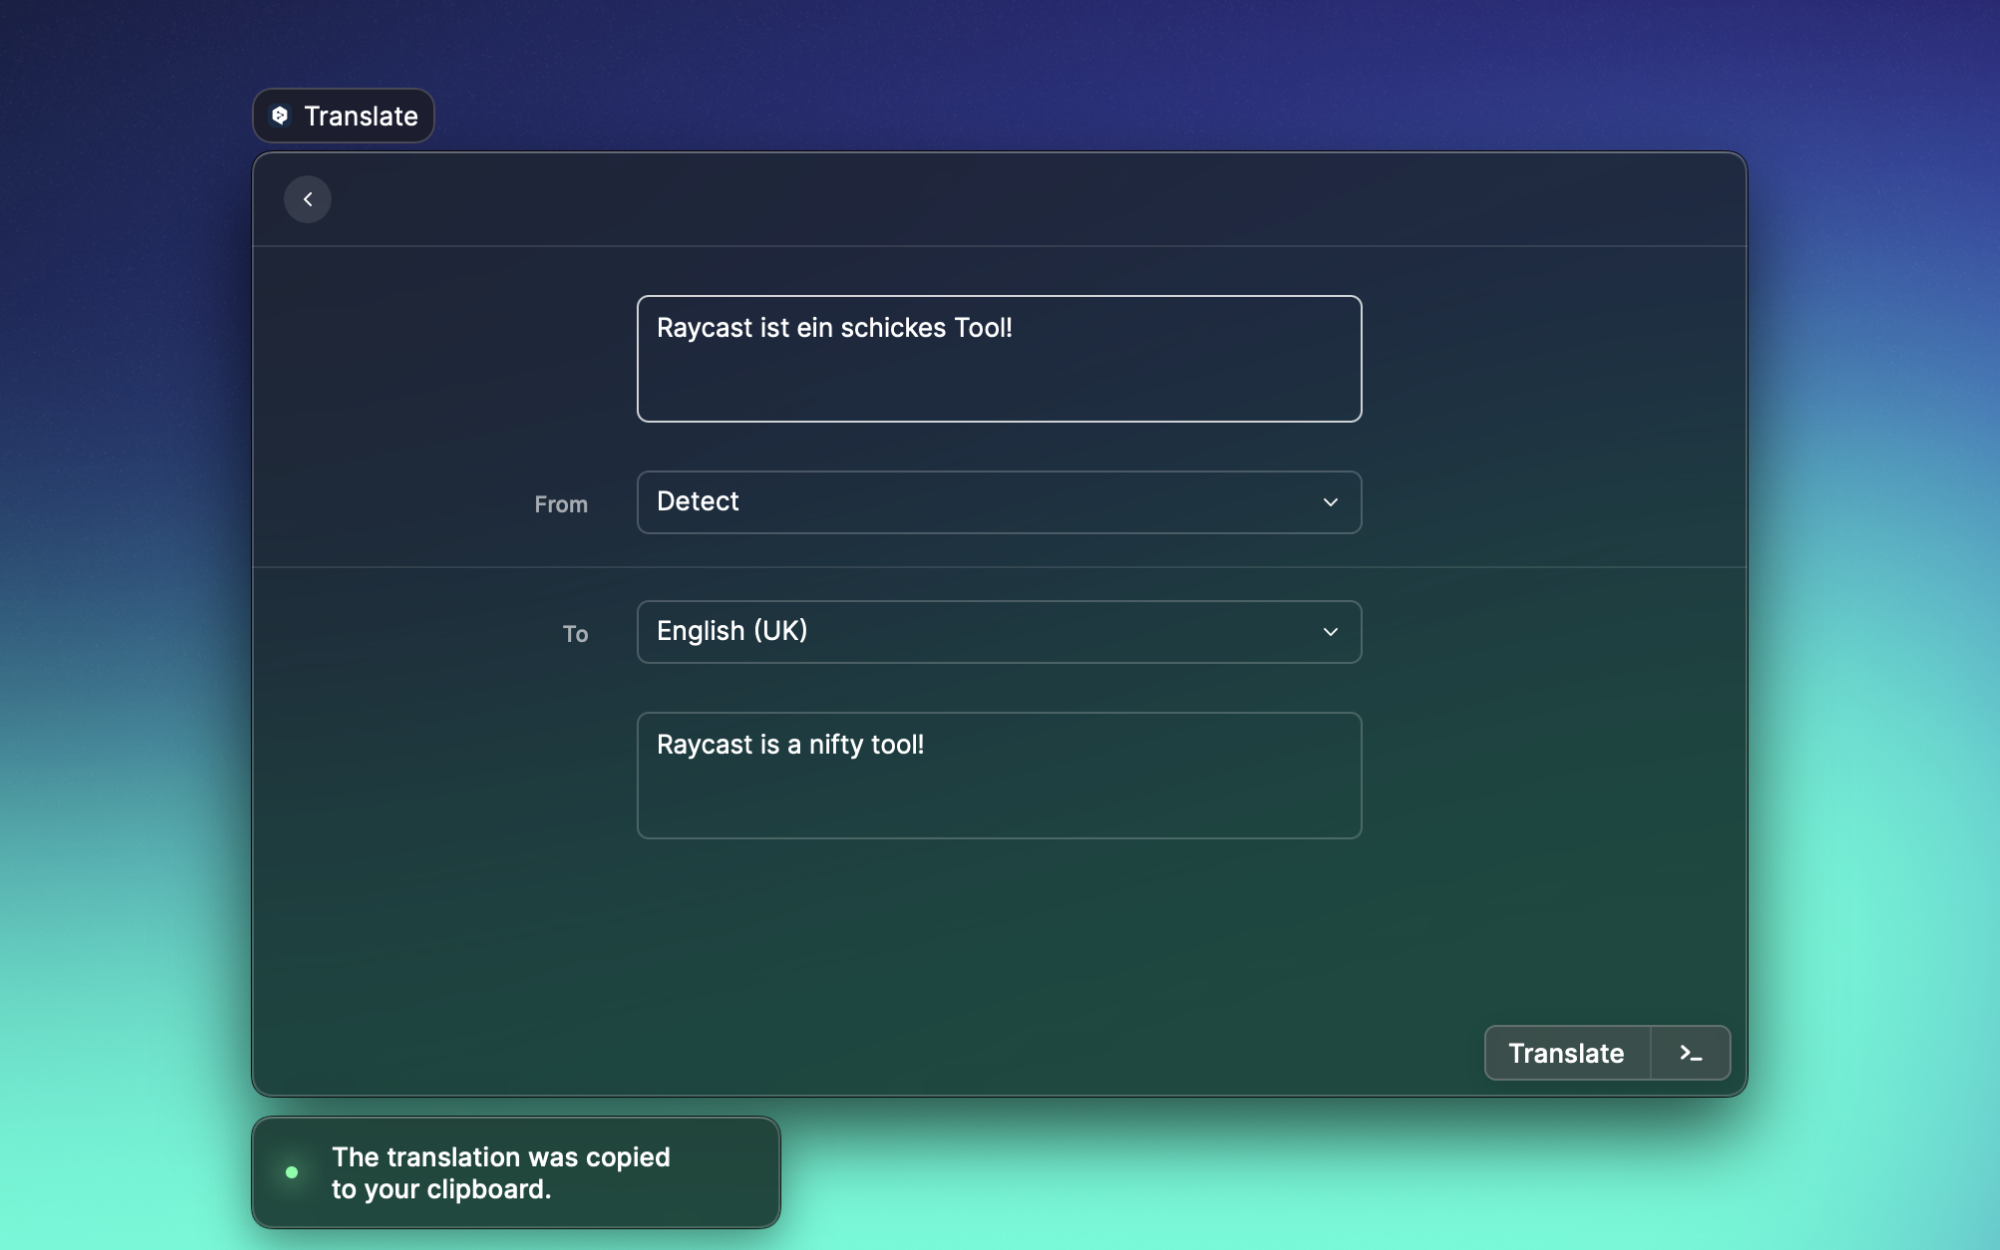 Translate
Raycast ist ein schickes Tool!
From
Detect
To
English (UK)
Raycast is a nifty tool!
Translate
The translation was copied
to your clipboard.